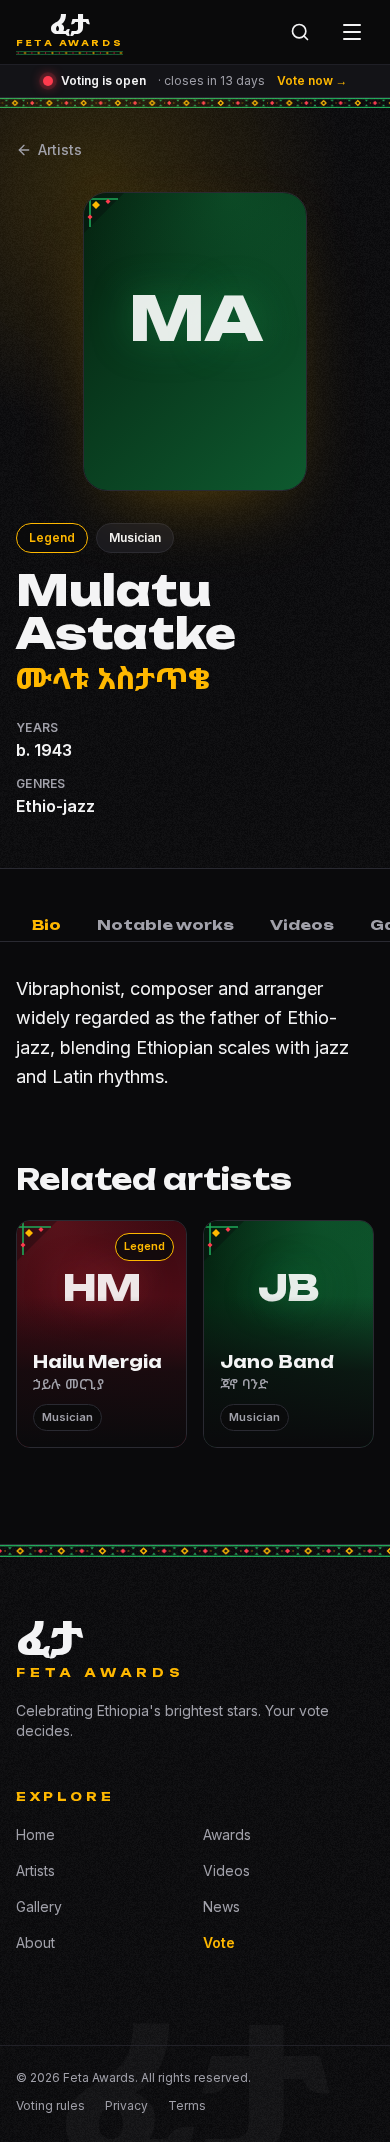 ፈታ
FETA AWARDS
Voting is open · closes in 13 days Vote now →
← Artists
MA
Legend Musician
Mulatu
Astatke
ሙላቱ አስታጥቄ
YEARS
b. 1943
GENRES
Ethio-jazz
Bio Notable works Videos Ga
Vibraphonist, composer and arranger
widely regarded as the father of Ethio-
jazz, blending Ethiopian scales with jazz
and Latin rhythms.
Related artists
Legend
HM
Hailu Mergia
ኃይሉ መርጊያ
Musician
JB
Jano Band
ጃኖ ባንድ
Musician
ፈታ
FETA AWARDS
Celebrating Ethiopia's brightest stars. Your vote
decides.
EXPLORE
Home Awards
Artists Videos
Gallery News
About Vote
ፈታ
© 2026 Feta Awards. All rights reserved.
Voting rules Privacy Terms